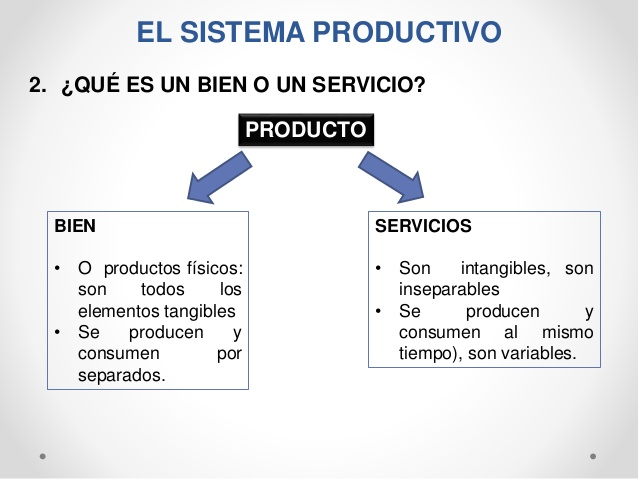 EL SISTEMA PRODUCTIVO
2. ¿QUÉ ES UN BIEN O UN SERVICIO?
PRODUCTO
BIEN
• O productos físicos:
son todos los
elementos tangibles
• Se producen y
consumen por
separados.
SERVICIOS
• Son intangibles, son
inseparables
• Se producen y
consumen al mismo
tiempo), son variables.